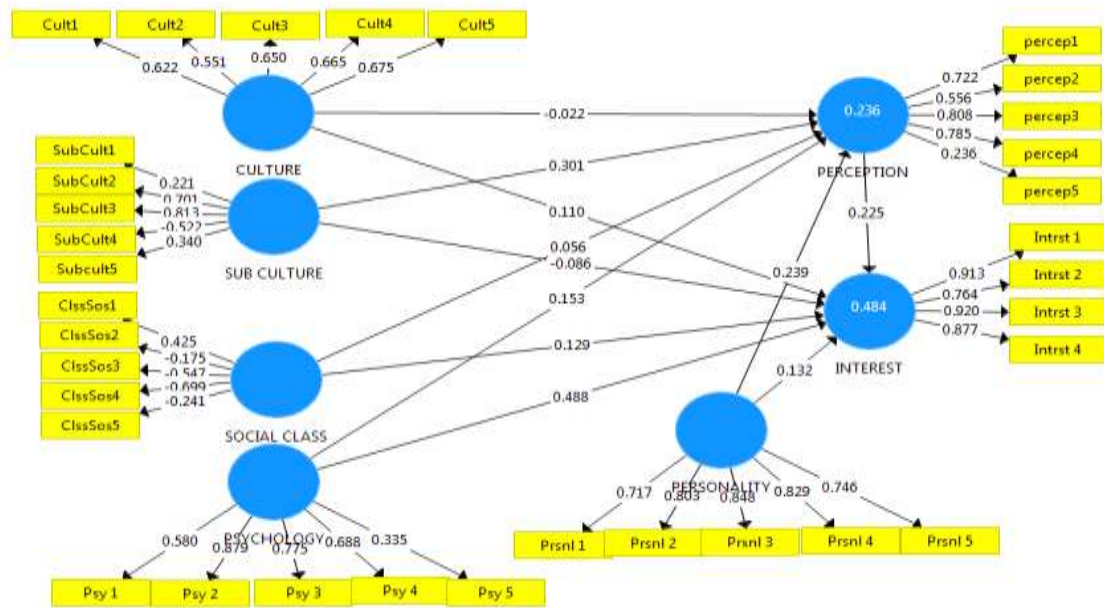 Cult1
Cult2
Cult3
Cult4
Cult5
0.622
0.551
0.650
0.665
0.675
CULTURE
SubCult1
SubCult2
SubCult3
SubCult4
Subcult5
0.221
0.701
0.813
-0.522
0.340
SUB CULTURE
ClssSos1
ClssSos2
ClssSos3
ClssSos4
ClssSos5
0.425
-0.175
-0.547
-0.699
-0.241
SOCIAL CLASS
PSYCHOLOGY
0.580
0.879
0.775
0.688
0.335
Psy 1
Psy 2
Psy 3
Psy 4
Psy 5
-0.022
0.301
0.110
0.056
-0.086
0.239
0.153
0.129
0.488
0.132
0.225
0.236
PERCEPTION
0.722
0.556
0.808
0.785
0.236
percep1
percep2
percep3
percep4
percep5
0.484
INTEREST
0.913
0.764
0.920
0.877
Intrst 1
Intrst 2
Intrst 3
Intrst 4
PERSONALITY
0.717
0.803
0.848
0.829
0.746
Prsnl 1
Prsnl 2
Prsnl 3
Prsnl 4
Prsnl 5